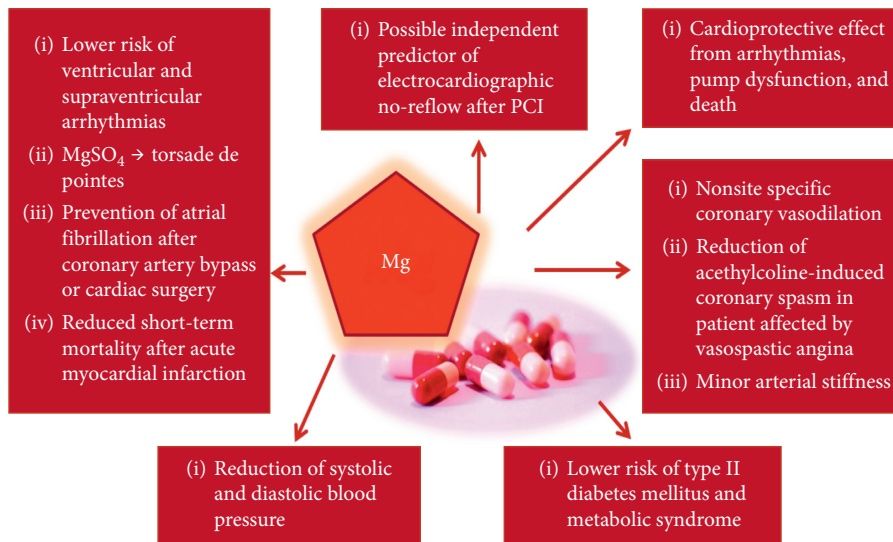 (i) Lower risk of
ventricular and
supraventricular
arrhythmias
(ii) MgSO₄ → torsade de
pointes
(iii) Prevention of atrial
fibrillation after
coronary artery bypass
or cardiac surgery
(iv) Reduced short-term
mortality after acute
myocardial infarction
(i) Possible independent
predictor of
electrocardiographic
no-reflow after PCI
(i) Cardioprotective effect
from arrhythmias,
pump dysfunction, and
death
Mg
(i) Nonsite specific
coronary vasodilation
(ii) Reduction of
acethylcoline-induced
coronary spasm in
patient affected by
vasospastic angina
(iii) Minor arterial stiffness
(i) Reduction of systolic
and diastolic blood
pressure
(i) Lower risk of type II
diabetes mellitus and
metabolic syndrome